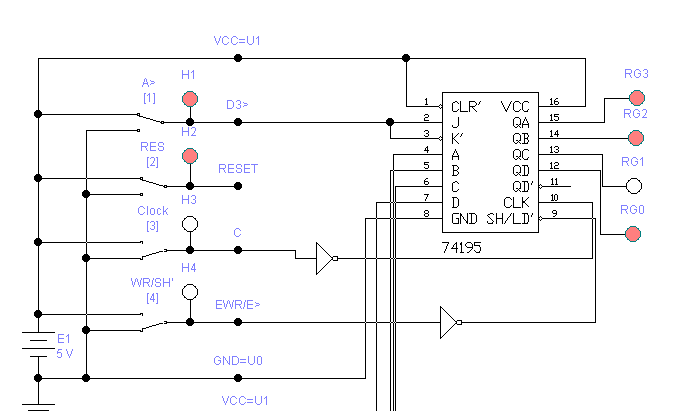 VCC=U1
A>
[1]
H1
D3>
H2
RES
[2]
RESET
H3
Clock
[3]
C
H4
WR/SH'
[4]
EWR/E>
E1
5 V
GND=U0
VCC=U1
1 CLR' VCC 16
2 J QA 15
3 K' QB 14
4 A QC 13
5 B QD 12
6 C QD' 11
7 D CLK 10
8 GND SH/LD' 9
74195
RG3
RG2
RG1
RG0